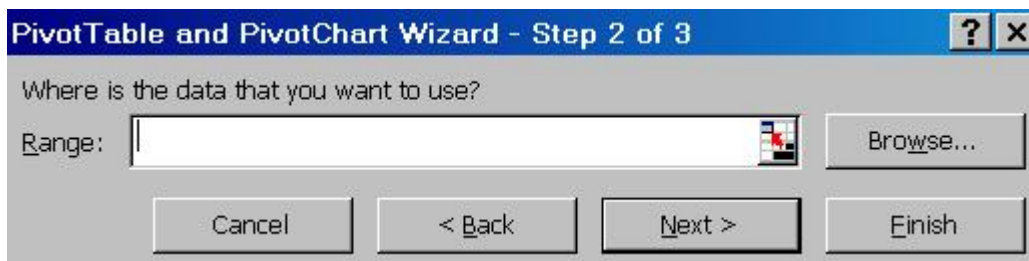 PivotTable and PivotChart Wizard - Step 2 of 3
Where is the data that you want to use?
Range:
Browse...
Cancel
< Back
Next >
Finish